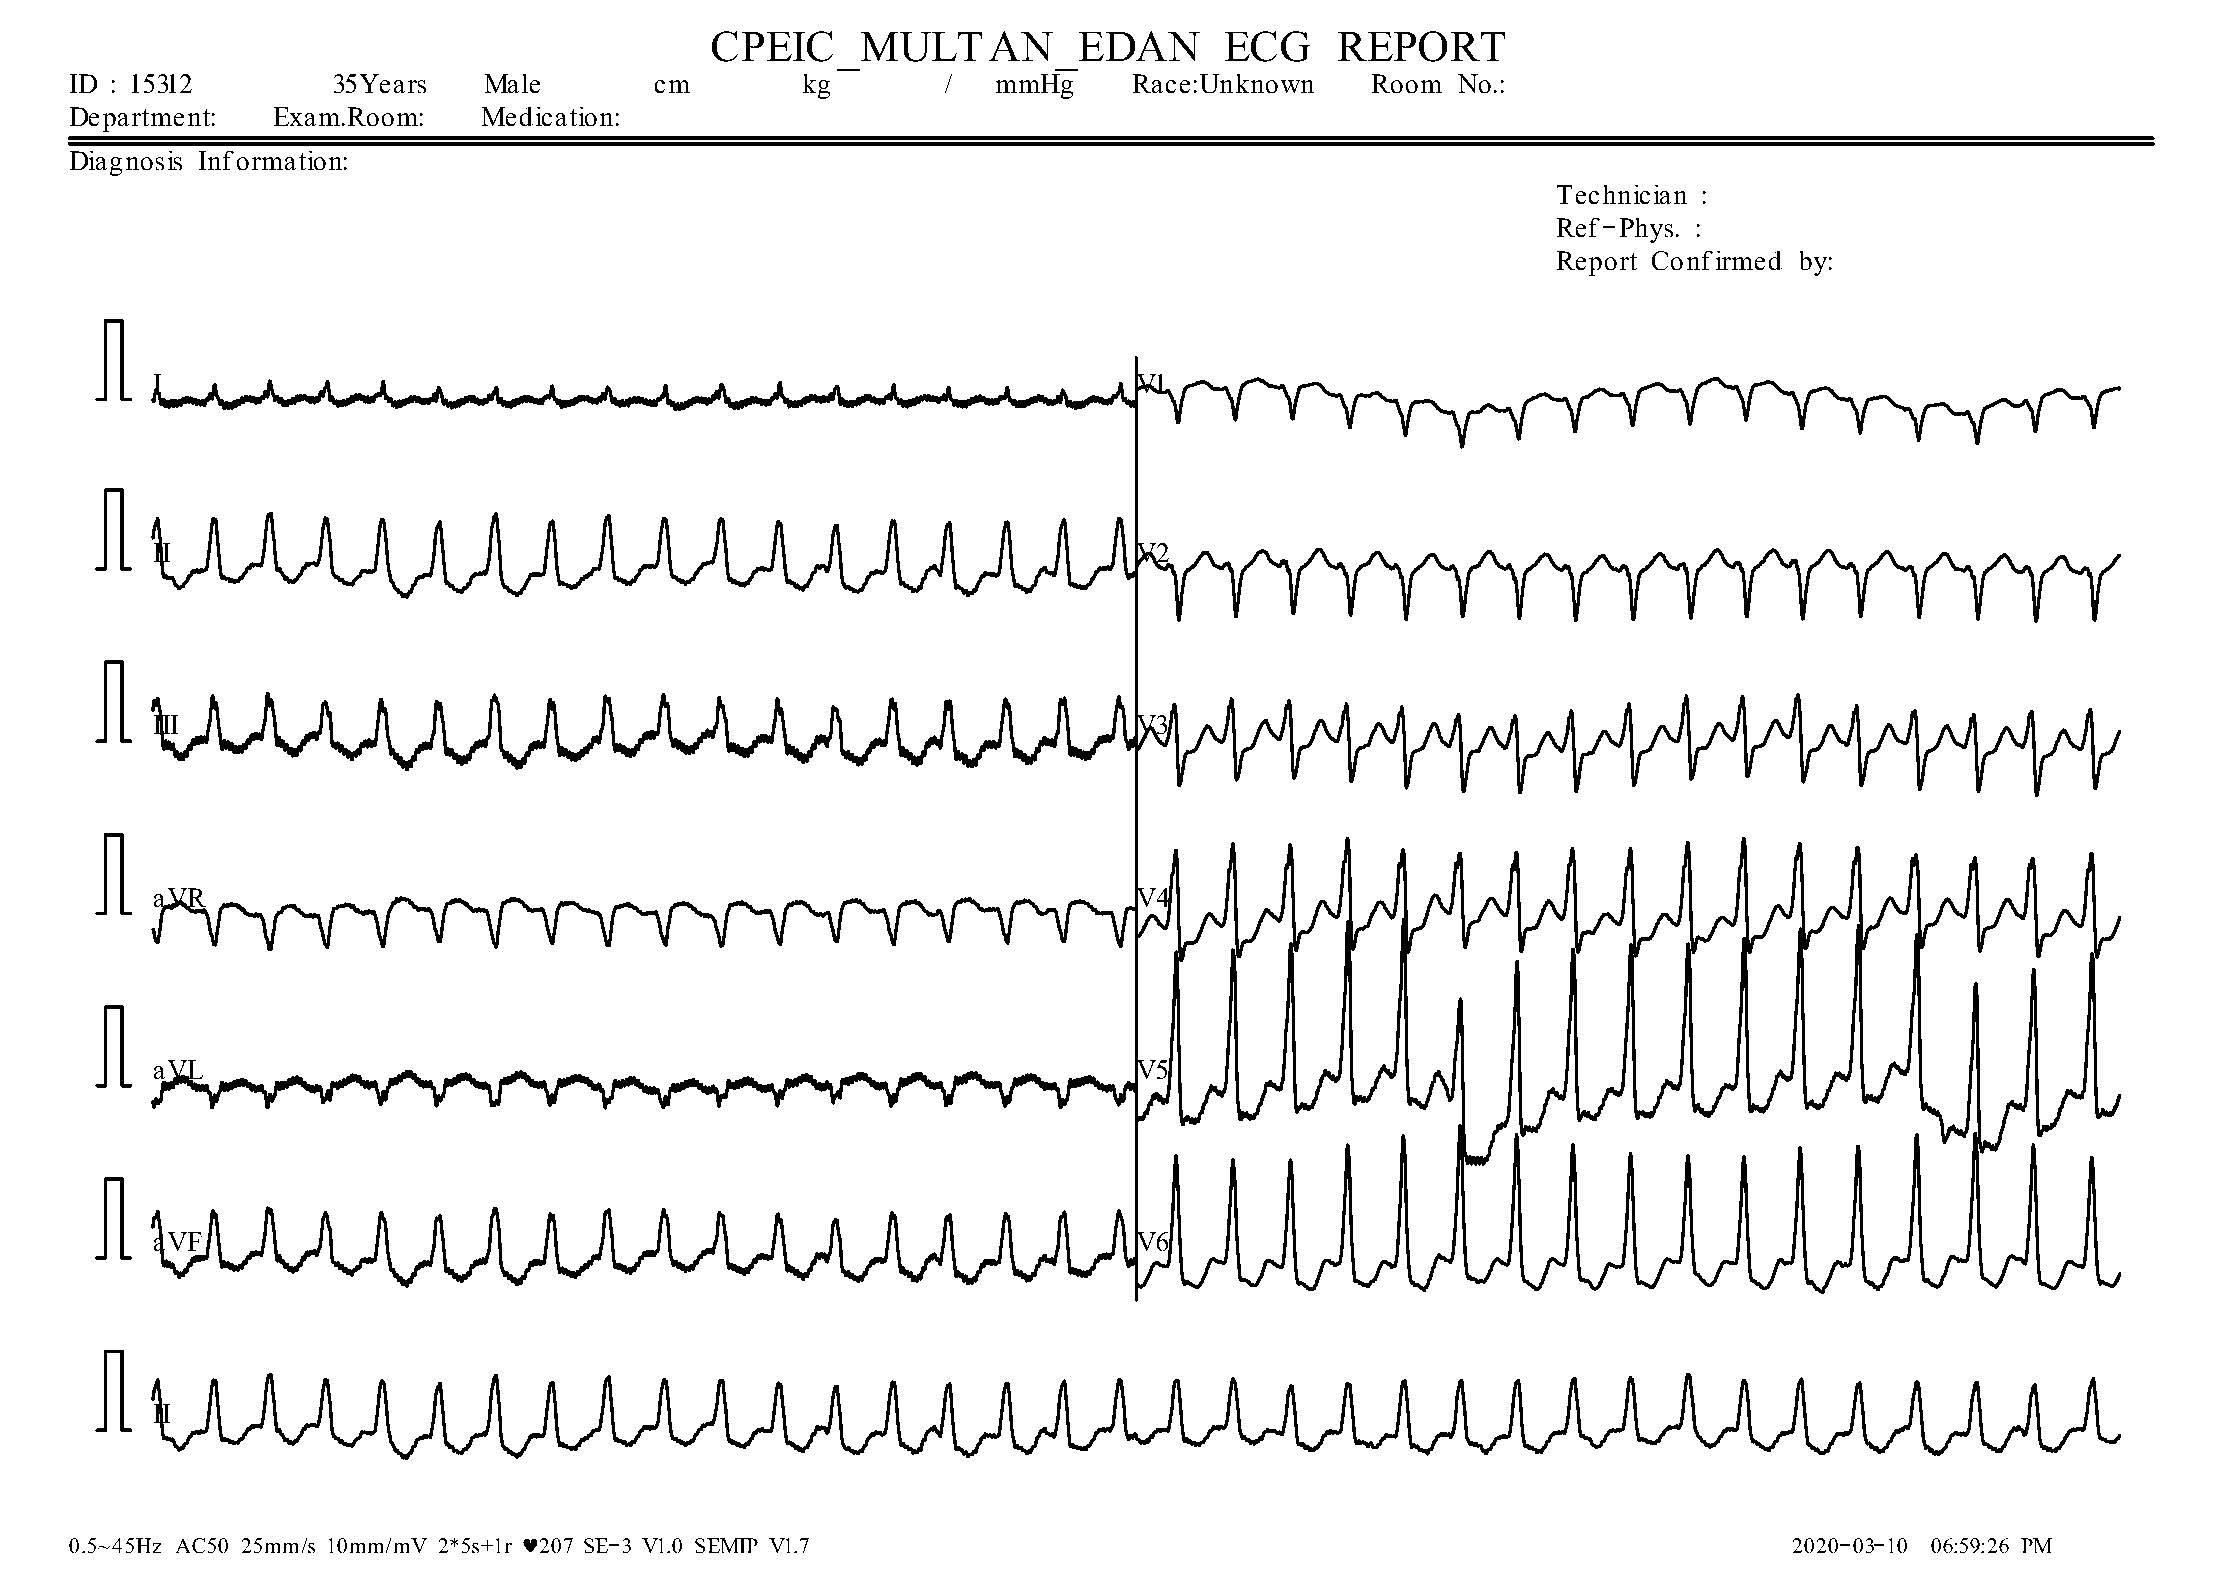 CPEIC_MULTAN_EDAN ECG REPORT
ID : 15312 35Years Male cm kg / mmHg Race:Unknown Room No.:
Department: Exam.Room: Medication:
Diagnosis Information:
Technician :
Ref-Phys. :
Report Confirmed by:
I V1
II V2
III V3
aVR V4
aVL V5
aVF V6
II
0.5~45Hz AC50 25mm/s 10mm/mV 2*5s+1r ♥207 SE-3 V1.0 SEMIP V1.7 2020-03-10 06:59:26 PM